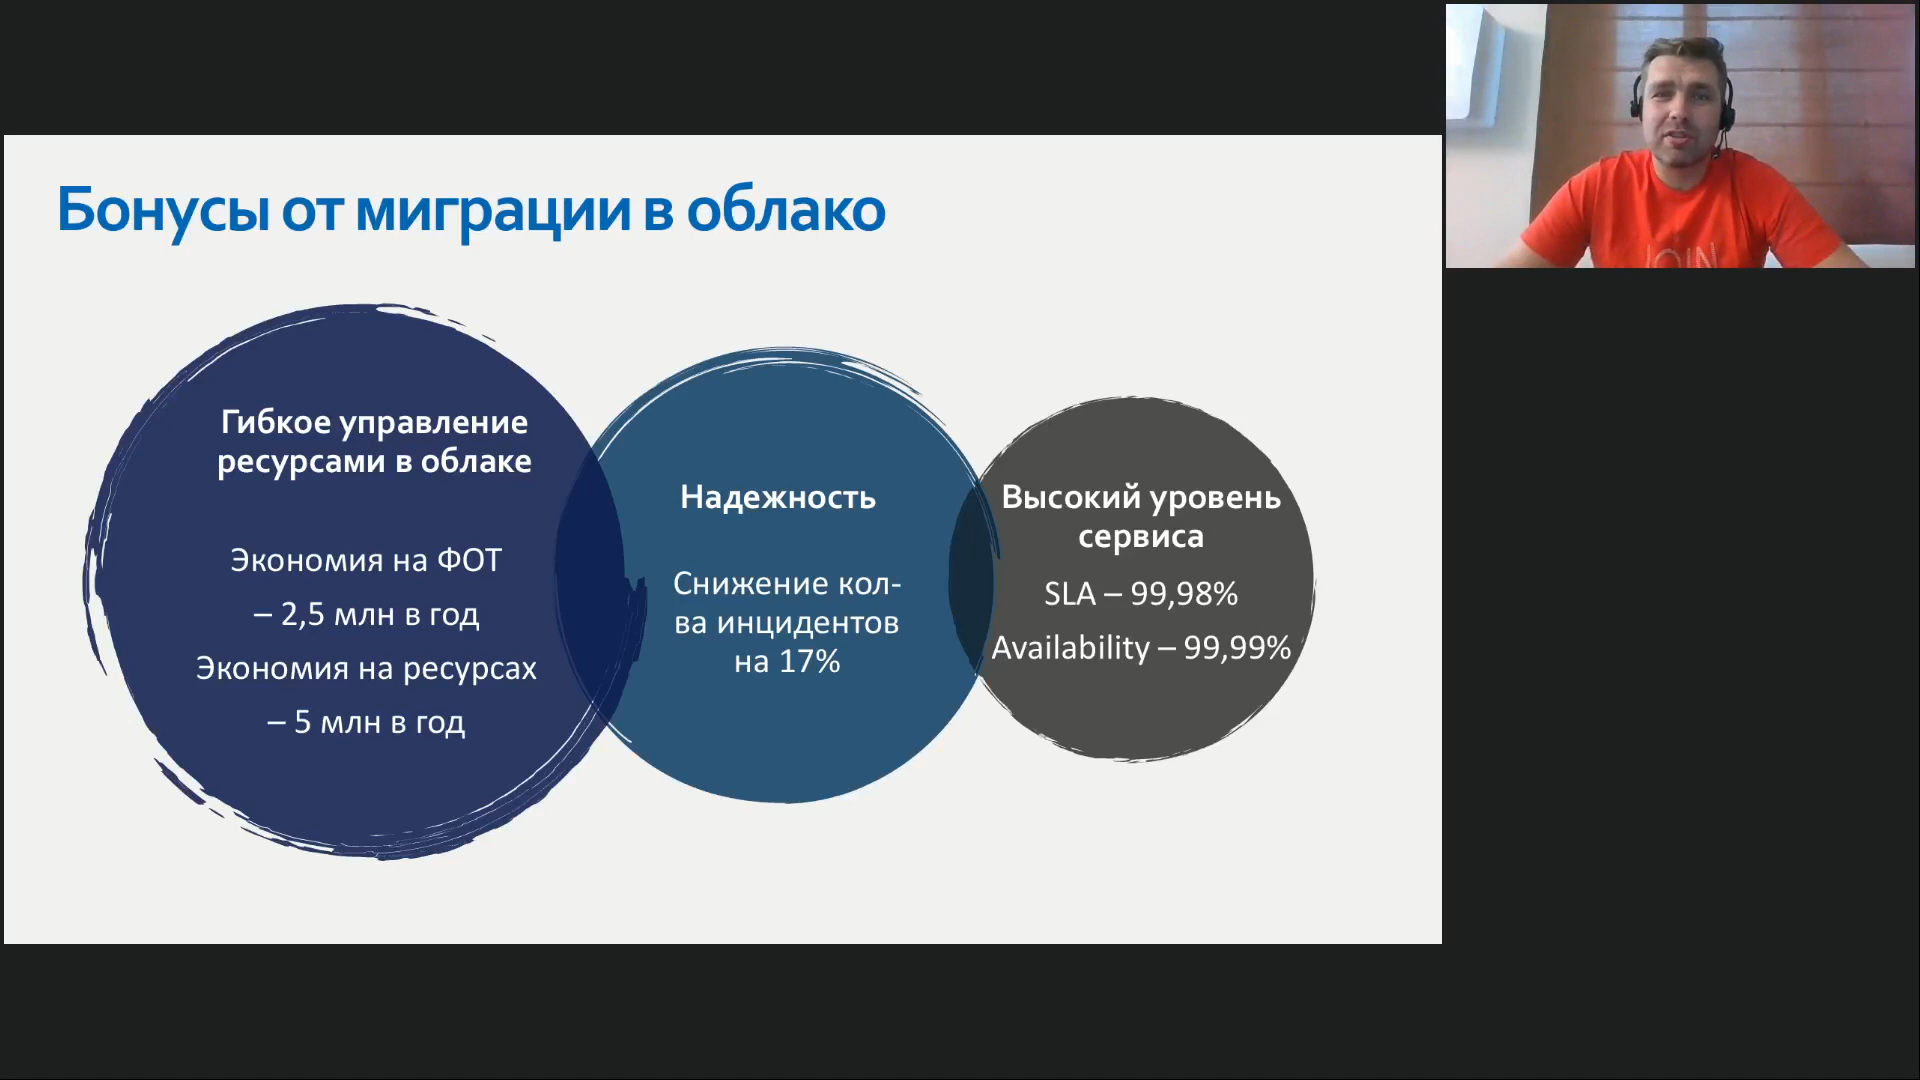 Бонусы от миграции в облако
Гибкое управление
ресурсами в облаке
Экономия на ФОТ
– 2,5 млн в год
Экономия на ресурсах
– 5 млн в год
Надежность
Снижение кол-
ва инцидентов
на 17%
Высокий уровень
сервиса
SLA – 99,98%
Availability – 99,99%
JOIN